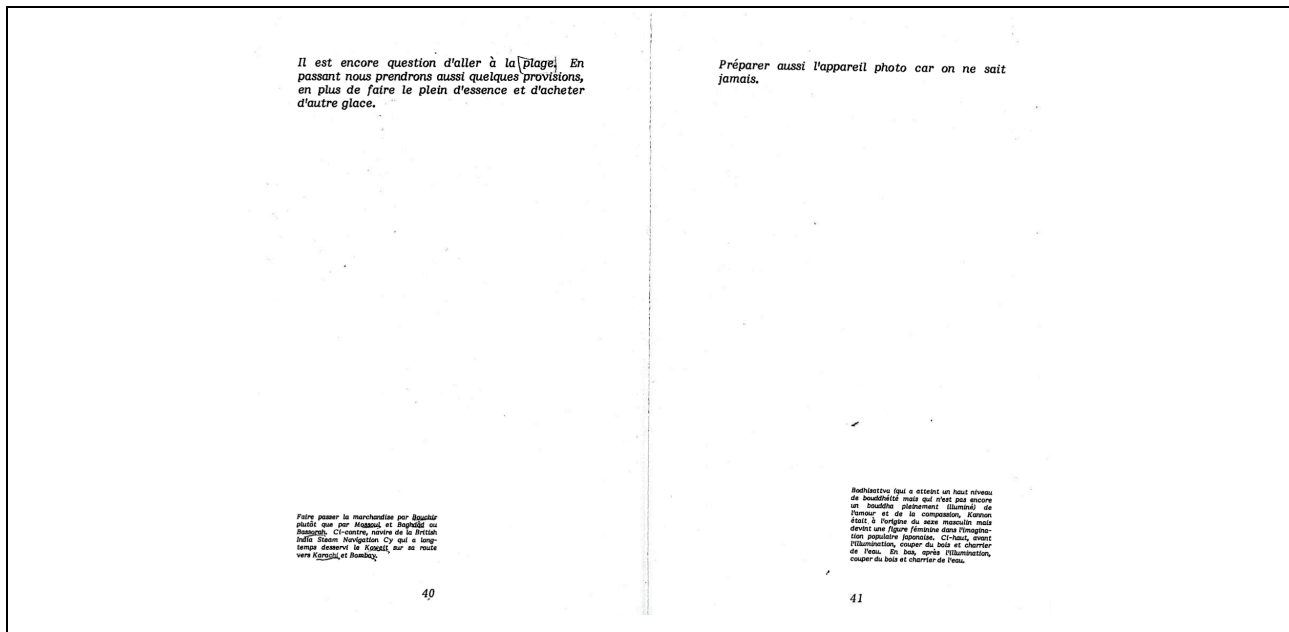 Il est encore question d'aller à la plage. En
passant nous prendrons aussi quelques provisions,
en plus de faire le plein d'essence et d'acheter
d'autre glace.
Faire passer la marchandise par Bouchir
plutôt que par Mossoul et Baghdâd ou
Bassorah. Ci-contre, navire de la British
India Steam Navigation Cy qui a long-
temps desservi le Kuwait sur sa route
vers Karachi et Bombay.
40
Préparer aussi l'appareil photo car on ne sait
jamais.
Bodhisattva (qui a atteint un haut niveau
de bouddhéité mais qui n'est pas encore
un bouddha pleinement illuminé) de
l'amour et de la compassion, Kannon
était à l'origine du sexe masculin mais
devint une figure féminine dans l'imagina-
tion populaire japonaise. Ci-haut, avant
l'illumination, couper du bois et charrier
de l'eau. En bas, après l'illumination,
couper du bois et charrier de l'eau.
41